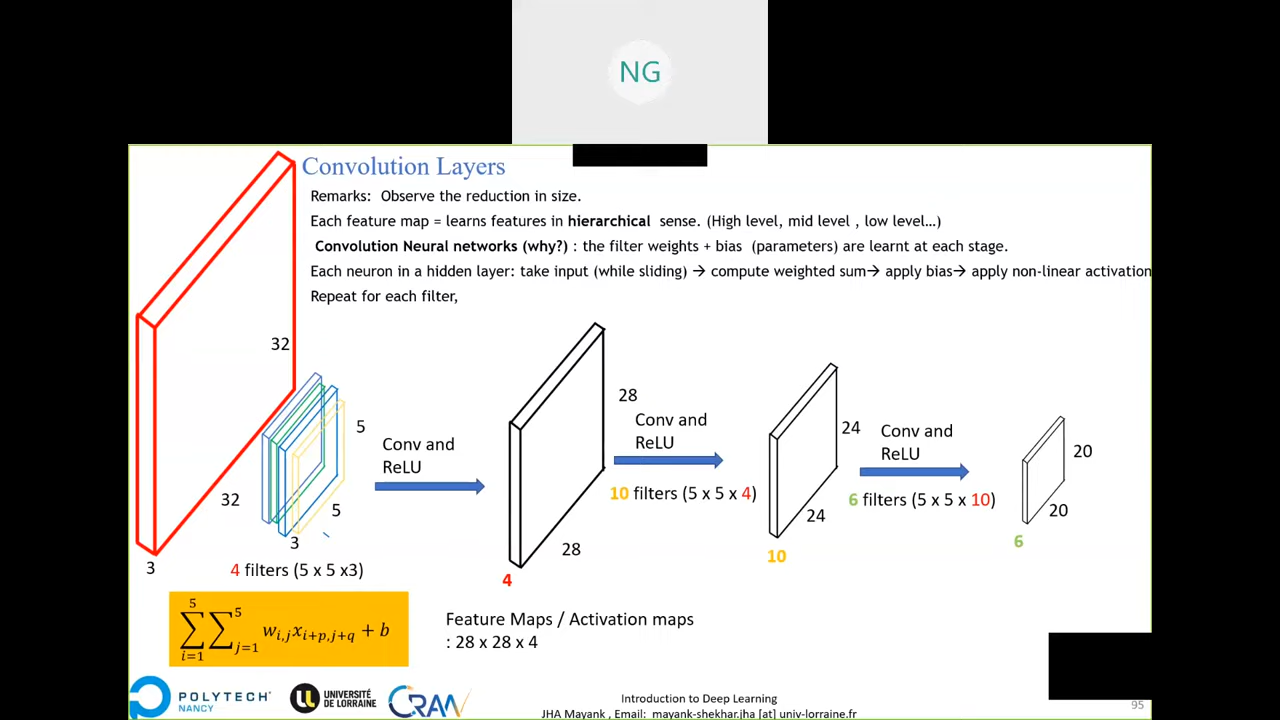 NG
Convolution Layers
Remarks: Observe the reduction in size.
Each feature map = learns features in hierarchical sense. (High level, mid level , low level…)
Convolution Neural networks (why?) : the filter weights + bias (parameters) are learnt at each stage.
Each neuron in a hidden layer: take input (while sliding) → compute weighted sum→ apply bias→ apply non-linear activation
Repeat for each filter,
32
32
3
5
5
3
4 filters (5 x 5 x3)
Conv and
ReLU
28
28
4
Conv and
ReLU
10 filters (5 x 5 x 4)
24
24
10
Conv and
ReLU
6 filters (5 x 5 x 10)
20
20
6
∑_{i=1}^{5} ∑_{j=1}^{5} w_{i,j} x_{i+p,j+q} + b
Feature Maps / Activation maps
: 28 x 28 x 4
POLYTECH
NANCY
UNIVERSITÉ
DE LORRAINE
CRAN
Introduction to Deep Learning
JHA Mayank , Email: mayank-shekhar.jha [at] univ-lorraine.fr
95